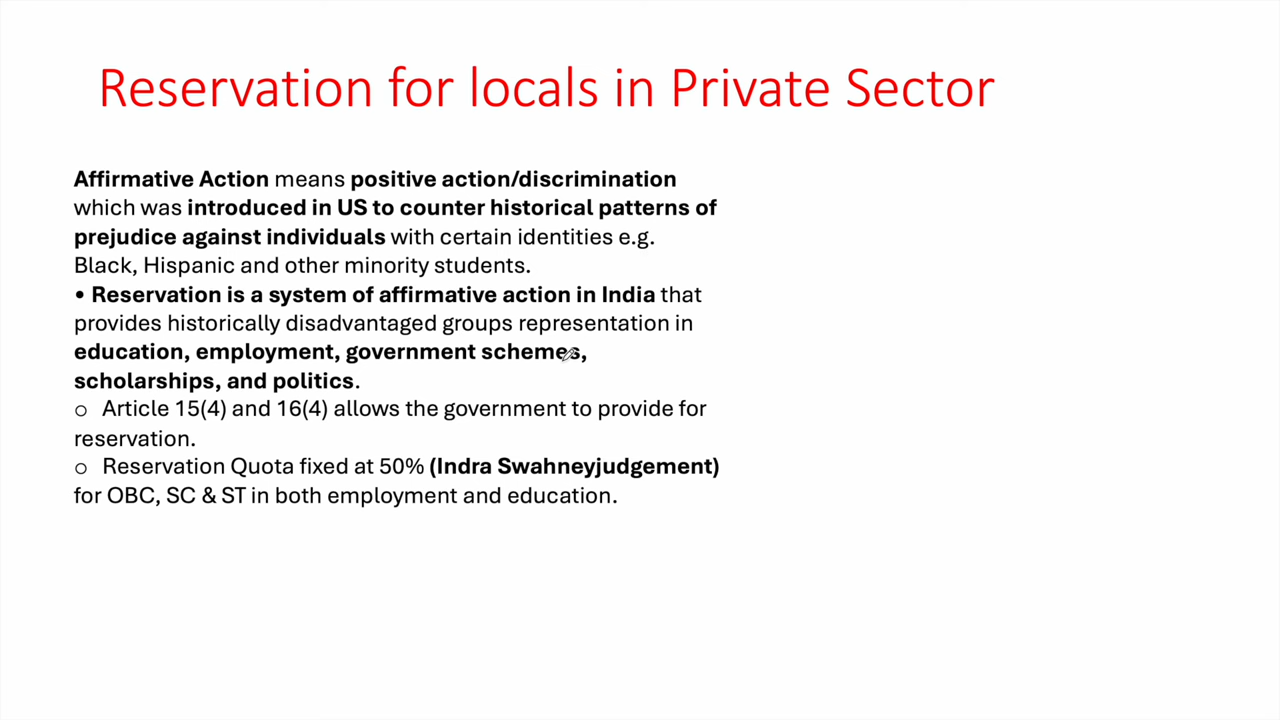 Reservation for locals in Private Sector
Affirmative Action means positive action/discrimination
which was introduced in US to counter historical patterns of
prejudice against individuals with certain identities e.g.
Black, Hispanic and other minority students.
• Reservation is a system of affirmative action in India that
provides historically disadvantaged groups representation in
education, employment, government schemes,
scholarships, and politics.
o Article 15(4) and 16(4) allows the government to provide for
reservation.
o Reservation Quota fixed at 50% (Indra Swahneyjudgement)
for OBC, SC & ST in both employment and education.